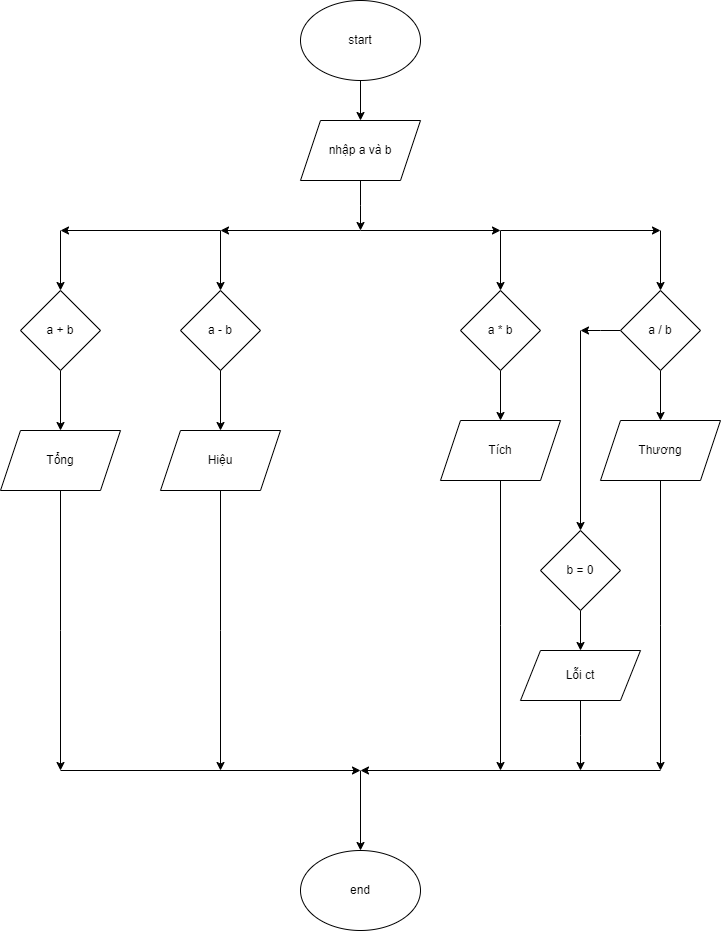 start
nhập a và b
a + b
a - b
a * b
a / b
Tổng
Hiệu
Tích
Thương
b = 0
Lỗi ct
end